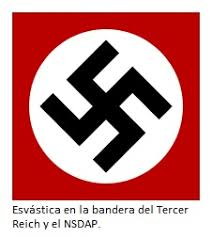 Esvástica en la bandera del Tercer
Reich y el NSDAP.